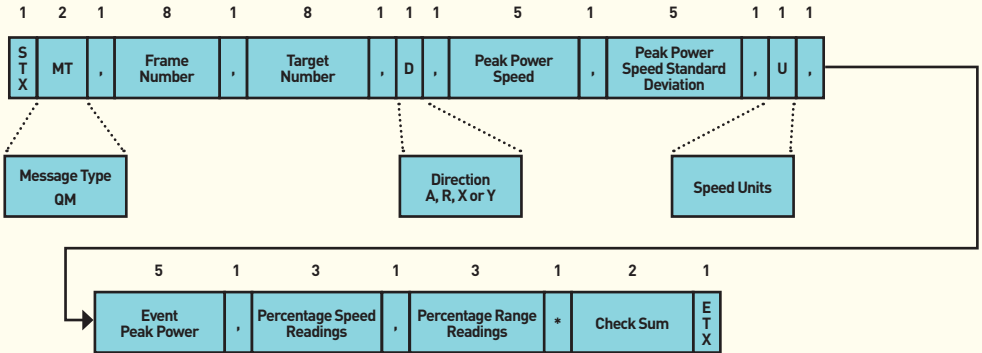 1 2 1 8 1 8 1 1 1 5 1 5 1 1 1
STX MT , Frame Number , Target Number , D , Peak Power Speed , Peak Power Speed Standard Deviation , U ,
Message Type
QM
Direction
A, R, X or Y
Speed Units
5 1 3 1 3 1 2 1
Event Peak Power , Percentage Speed Readings , Percentage Range Readings * Check Sum ETX